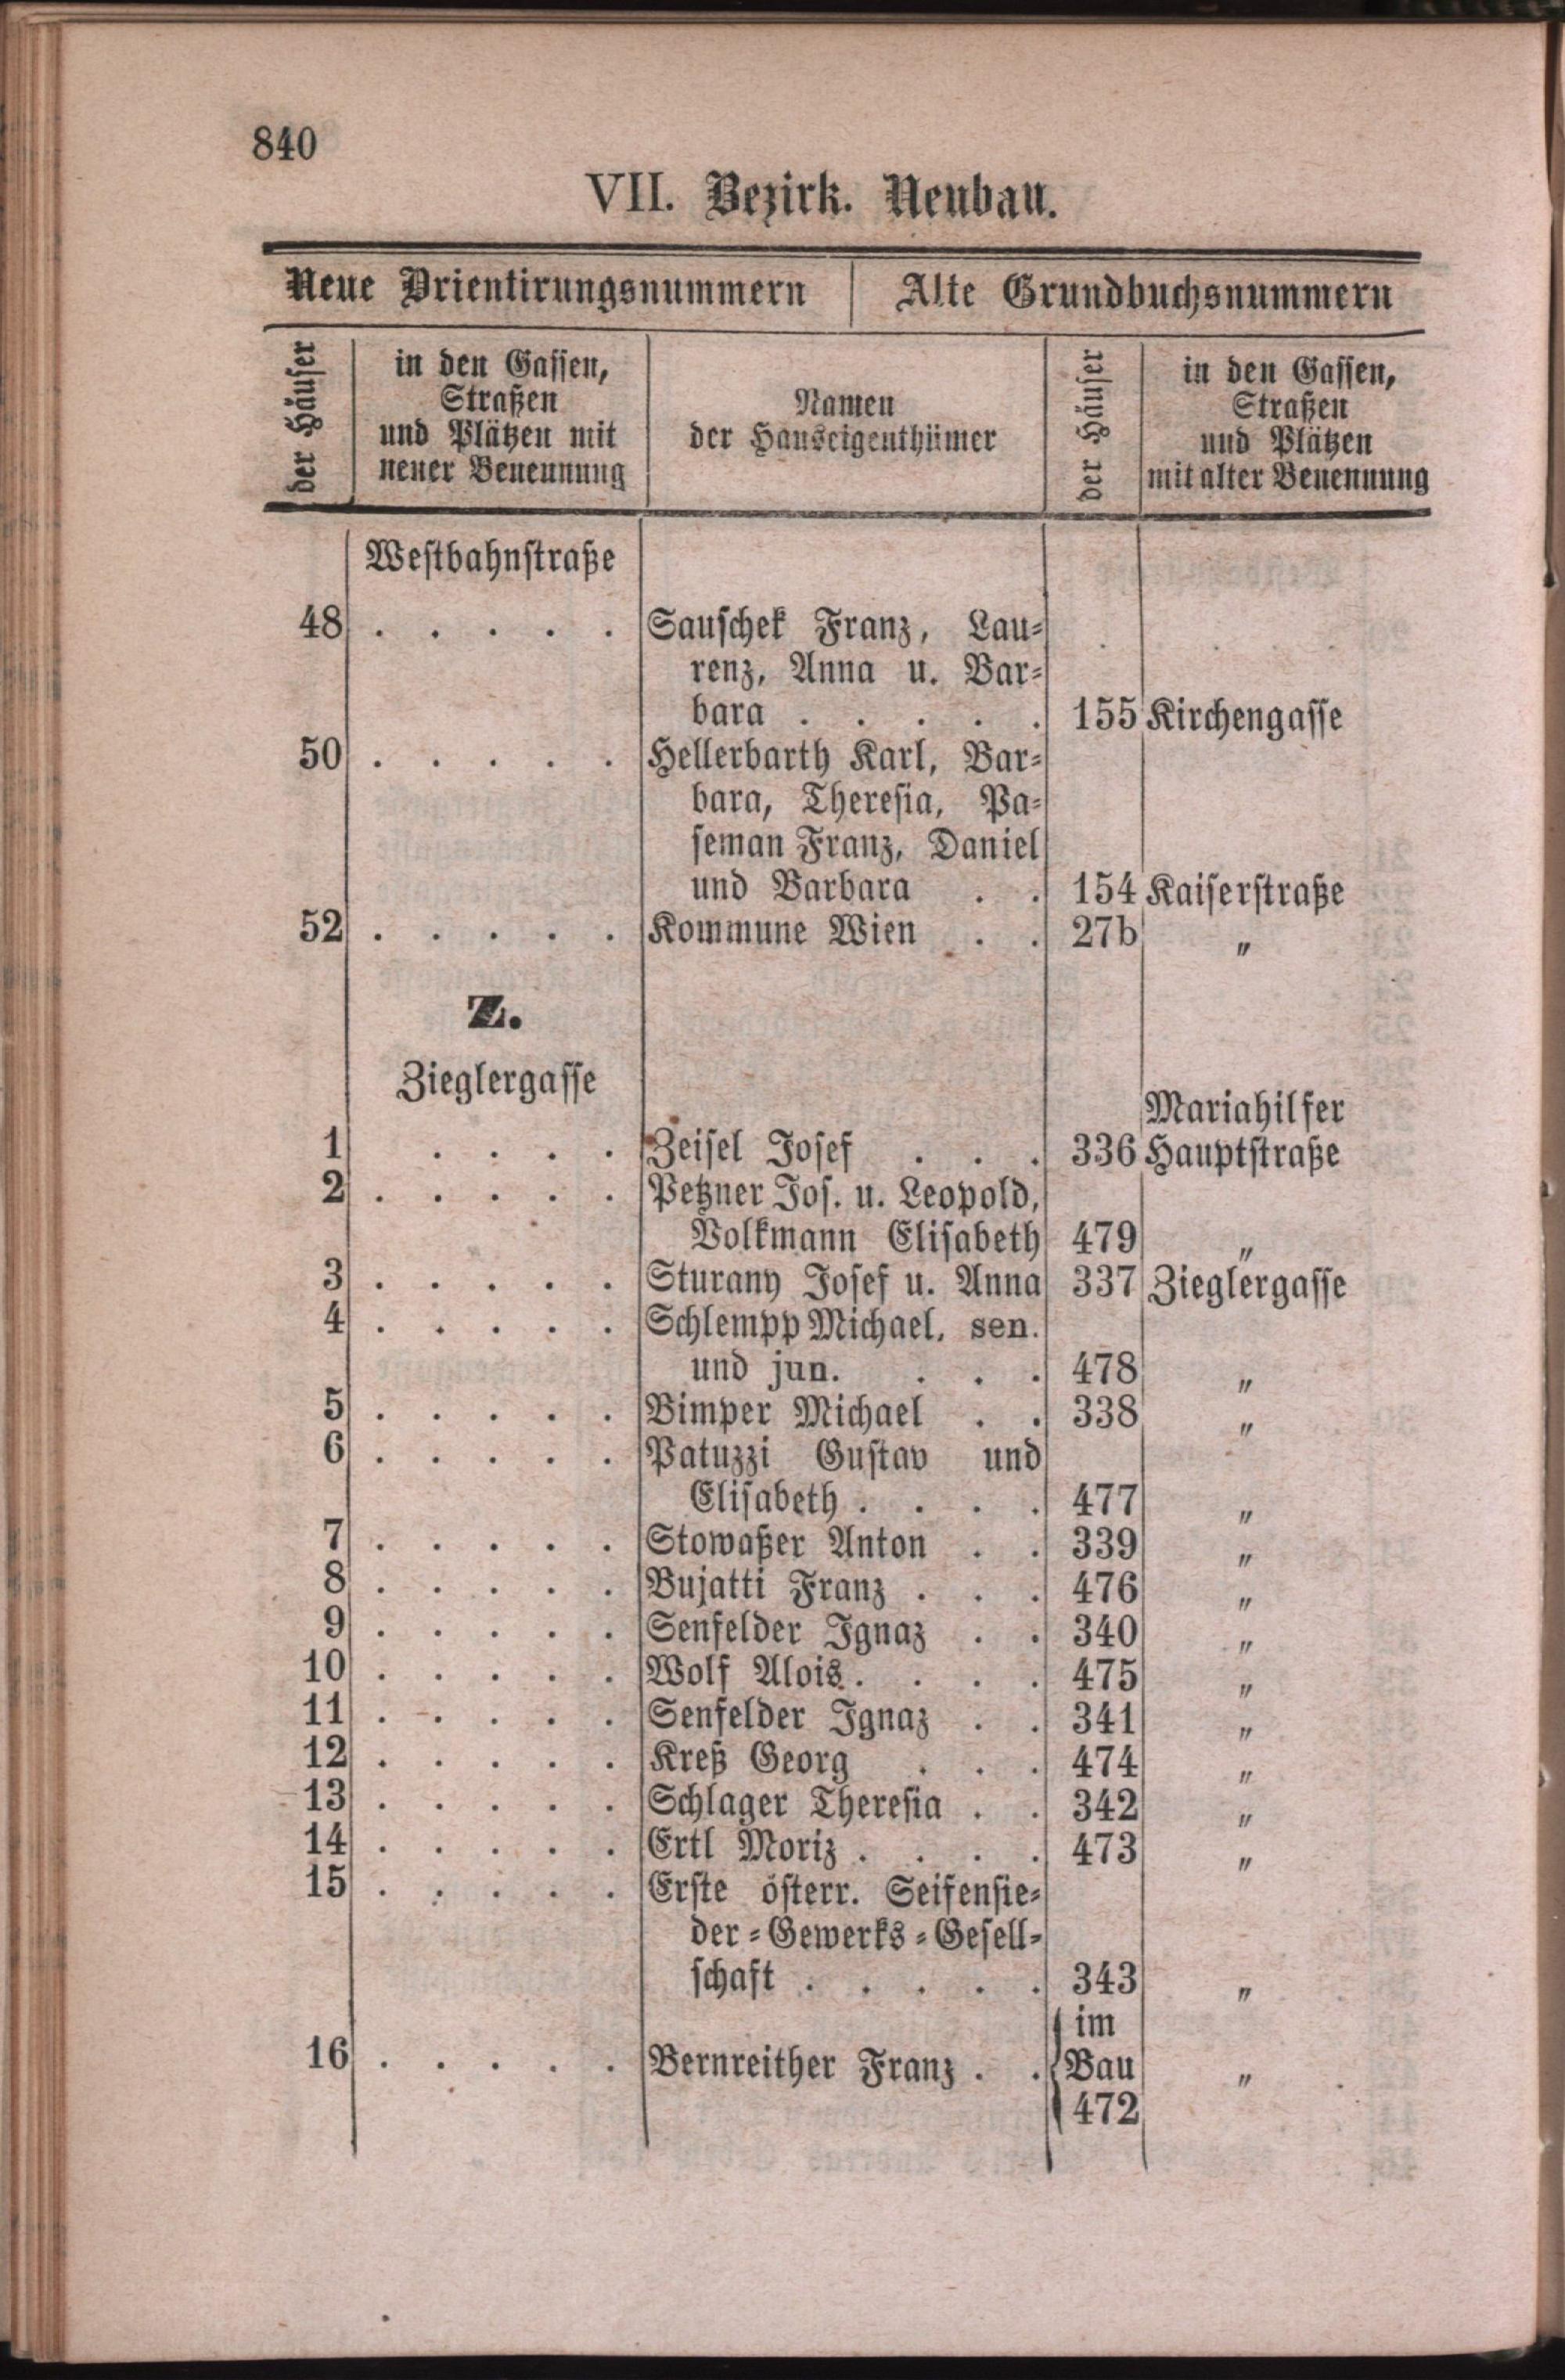 840
VII. Bezirk. Neubau.
Neue Orientirungsnummern Alte Grundbuchsnummern
der Häuser
in den Gassen,
Straßen
und Plätzen mit
neuer Benennung
Namen
der Hauseigenthümer
der Häuser
in den Gassen,
Straßen
und Plätzen
mit alter Benennung
Westbahnstraße
48 . . . . . Sauschek Franz, Lau-
renz, Anna u. Bar-
bara . . . . . 155 Kirchengasse
50 . . . . . Hellerbarth Karl, Bar-
bara, Theresia, Pa-
seman Franz, Daniel
und Barbara . . 154 Kaiserstraße
52 . . . . . Kommune Wien . . 27b "
Z.
Zieglergasse
Mariahilfer
1 . . . . Zeisel Josef . . . 336 Hauptstraße
2 . . . . . Petzner Jos. u. Leopold,
Volkmann Elisabeth 479 "
3 . . . . . Sturany Josef u. Anna 337 Zieglergasse
4 . . . . . Schlempp Michael, sen.
und jun. . . . 478 "
5 . . . . . Bimper Michael . . 338 "
6 . . . . . Patuzzi Gustav und
Elisabeth . . . . 477 "
7 . . . . . Stowaßer Anton . . 339 "
8 . . . . . Bujatti Franz . . . 476 "
9 . . . . . Senfelder Ignaz . . 340 "
10 . . . . . Wolf Alois . . . . 475 "
11 . . . . . Senfelder Ignaz . . 341 "
12 . . . . . Kreß Georg . . . 474 "
13 . . . . . Schlager Theresia . . 342 "
14 . . . . . Ertl Moriz . . . . 473 "
15 . . . . . Erste österr. Seifensie-
der-Gewerks-Gesell-
schaft . . . . . 343 "
im
16 . . . . . Bernreither Franz . . Bau "
472